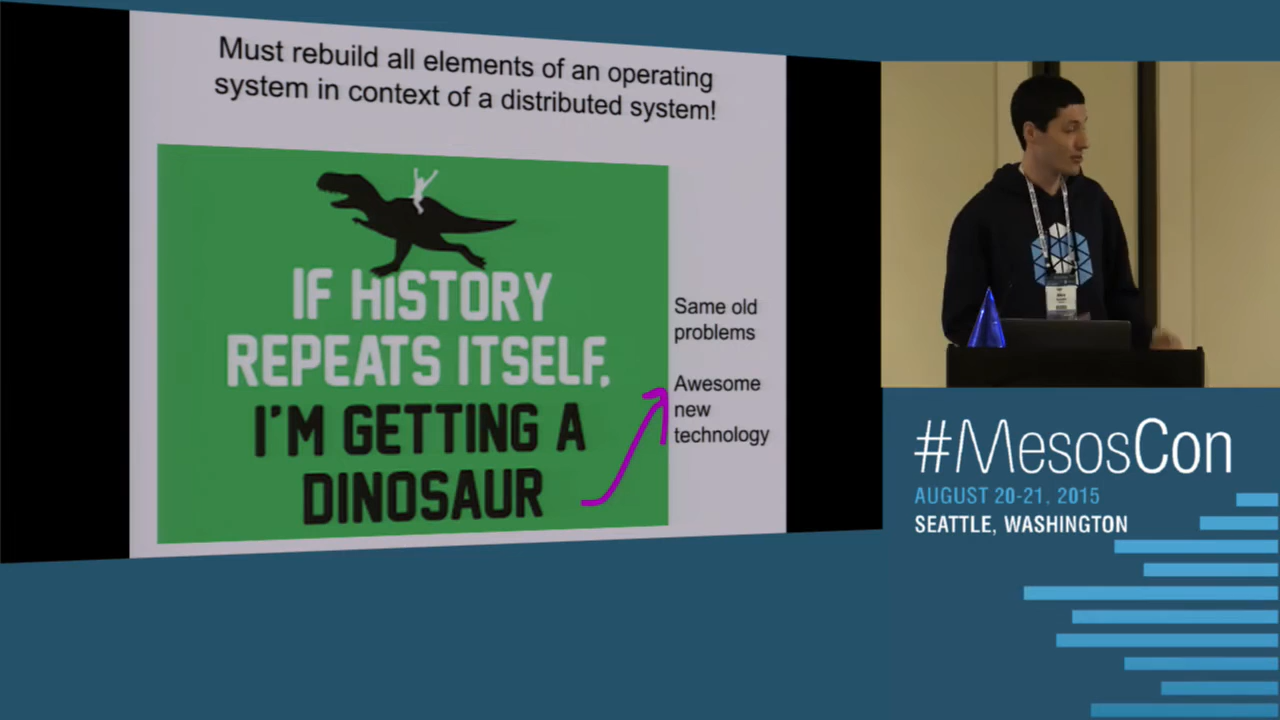 Must rebuild all elements of an operating
system in context of a distributed system!
IF HISTORY
REPEATS ITSELF,
I'M GETTING A
DINOSAUR
Same old
problems
Awesome
new
technology
#MesosCon
AUGUST 20-21, 2015
SEATTLE, WASHINGTON